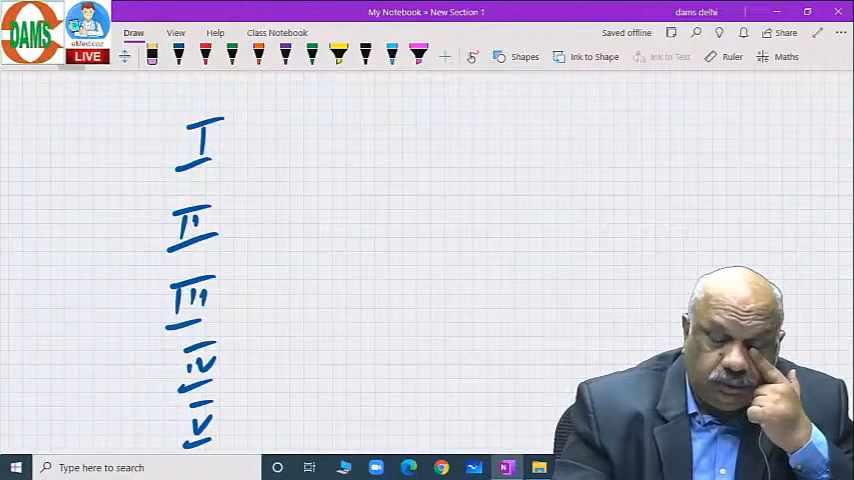 DAMS
eMedicoz
LIVE
My Notebook = New Section 1
dams delhi
Draw View Help Class Notebook
Saved offline
Share
Shapes Ink to Shape Ink to Text Ruler Maths
I
II
III
IV
V
Type here to search